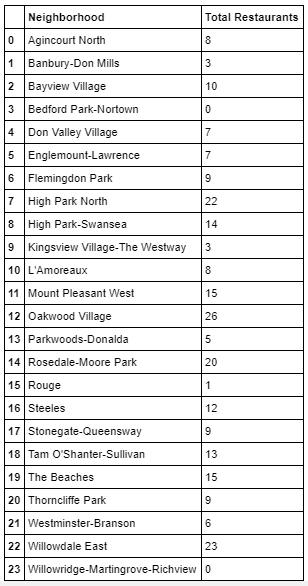 Neighborhood Total Restaurants
0 Agincourt North 8
1 Banbury-Don Mills 3
2 Bayview Village 10
3 Bedford Park-Nortown 0
4 Don Valley Village 7
5 Englemount-Lawrence 7
6 Flemingdon Park 9
7 High Park North 22
8 High Park-Swansea 14
9 Kingsview Village-The Westway 3
10 L'Amoreaux 8
11 Mount Pleasant West 15
12 Oakwood Village 26
13 Parkwoods-Donalda 5
14 Rosedale-Moore Park 20
15 Rouge 1
16 Steeles 12
17 Stonegate-Queensway 9
18 Tam O'Shanter-Sullivan 13
19 The Beaches 15
20 Thorncliffe Park 9
21 Westminster-Branson 6
22 Willowdale East 23
23 Willowridge-Martingrove-Richview 0